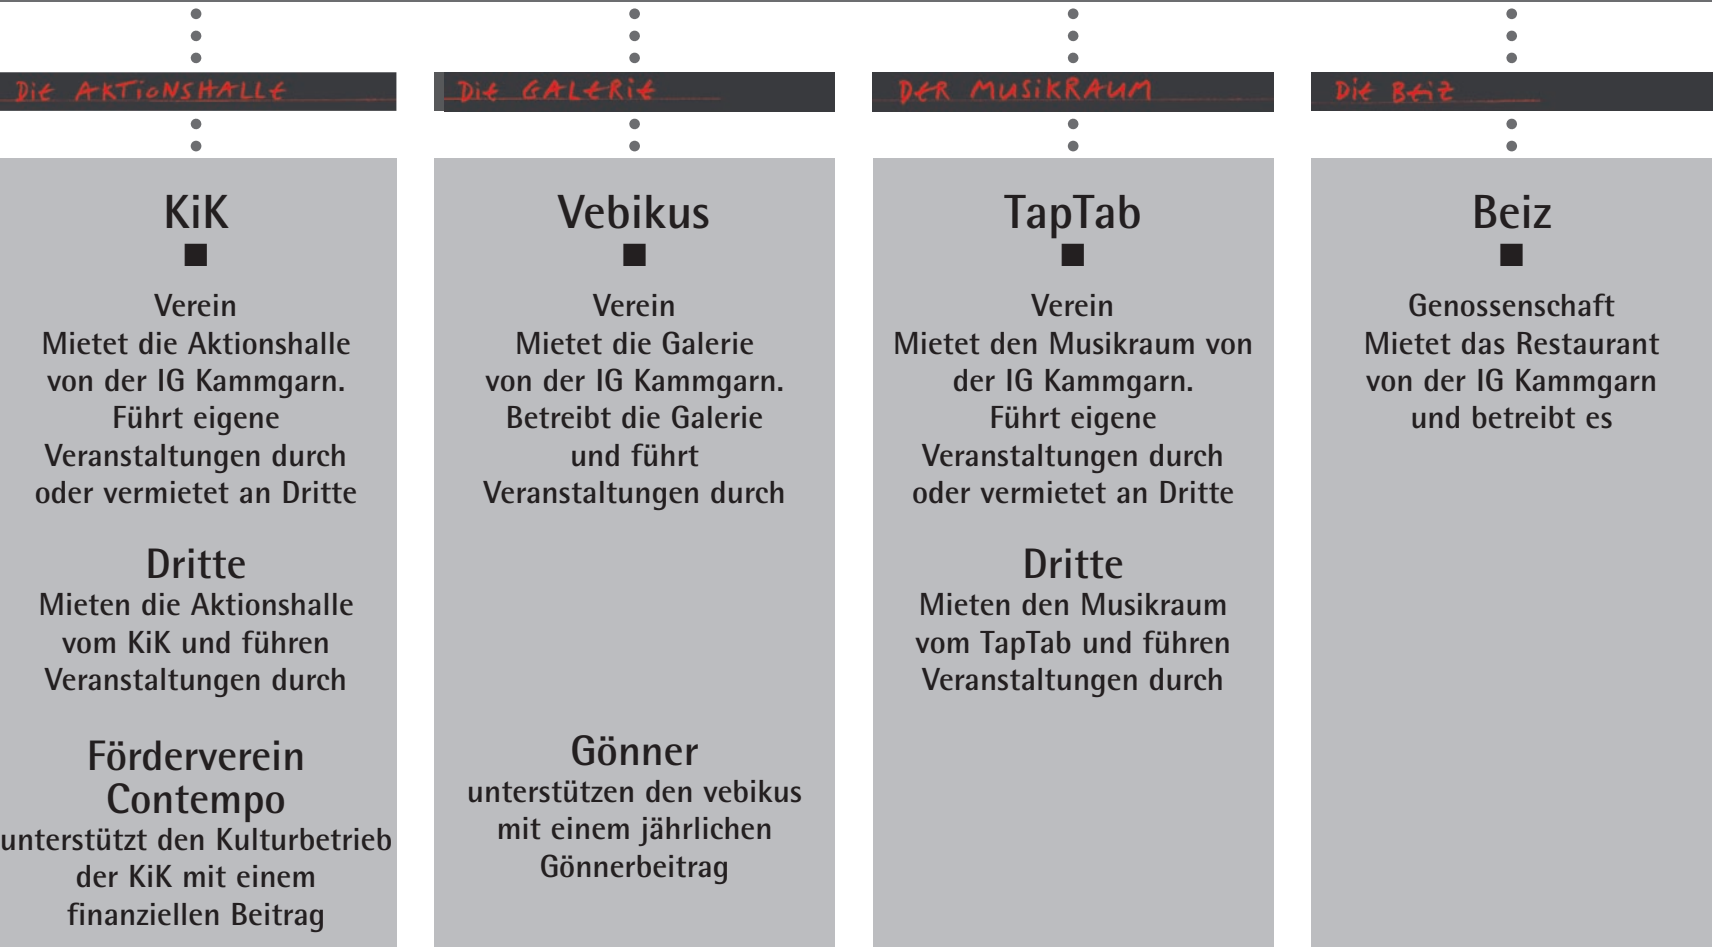 Die AKTIONSHALLE
KiK
Verein
Mietet die Aktionshalle
von der IG Kammgarn.
Führt eigene
Veranstaltungen durch
oder vermietet an Dritte
Dritte
Mieten die Aktionshalle
vom KiK und führen
Veranstaltungen durch
Förderverein
Contempo
unterstützt den Kulturbetrieb
der KiK mit einem
finanziellen Beitrag
Die GALERIE
Vebikus
Verein
Mietet die Galerie
von der IG Kammgarn.
Betreibt die Galerie
und führt
Veranstaltungen durch
Gönner
unterstützen den vebikus
mit einem jährlichen
Gönnerbeitrag
DER MUSIKRAUM
TapTab
Verein
Mietet den Musikraum von
der IG Kammgarn.
Führt eigene
Veranstaltungen durch
oder vermietet an Dritte
Dritte
Mieten den Musikraum
vom TapTab und führen
Veranstaltungen durch
Die Beiz
Beiz
Genossenschaft
Mietet das Restaurant
von der IG Kammgarn
und betreibt es